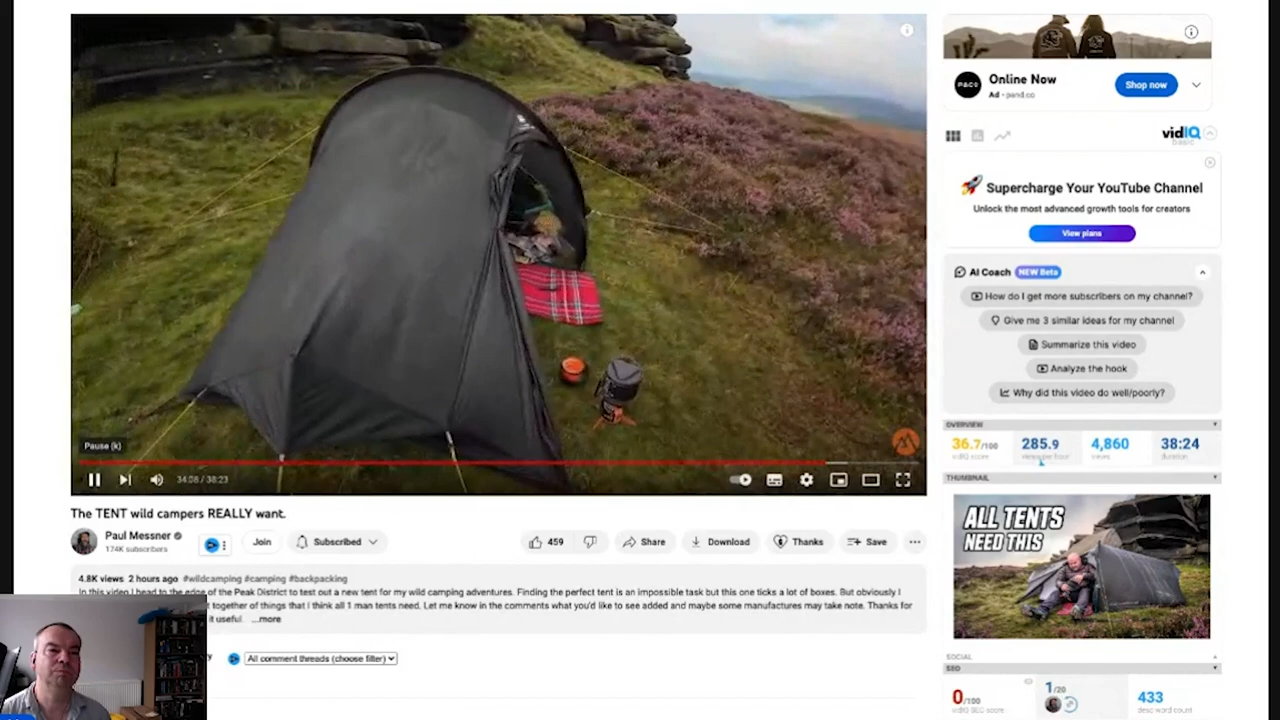 Online Now
PACO
Ad · pand.co
Shop now
vidIQ
basic
Supercharge Your YouTube Channel
Unlock the most advanced growth tools for creators
View plans
AI Coach NEW Beta
How do I get more subscribers on my channel?
Give me 3 similar ideas for my channel
Summarize this video
Analyze the hook
Why did this video do well/poorly?
OVERVIEW
36.7/100 285.9 4,860 38:24
vidIQ score views per hour views duration
THUMBNAIL
ALL TENTS
NEED THIS
SOCIAL
SEO
0/100 1/20 433
vidIQ SEO score desc word count
Pause (k)
34:08 / 38:23
The TENT wild campers REALLY want.
Paul Messner
174K subscribers
Join Subscribed 459 Share Download Thanks Save
4.8K views 2 hours ago #wildcamping #camping #backpacking
In this video I head to the edge of the Peak District to test out a new tent for my wild camping adventures. Finding the perfect tent is an impossible task but this one ticks a lot of boxes. But obviously I
together of things that I think all 1 man tents need. Let me know in the comments what you'd like to see added and maybe some manufactures may take note. Thanks for
it useful. ...more
All comment threads (choose filter)